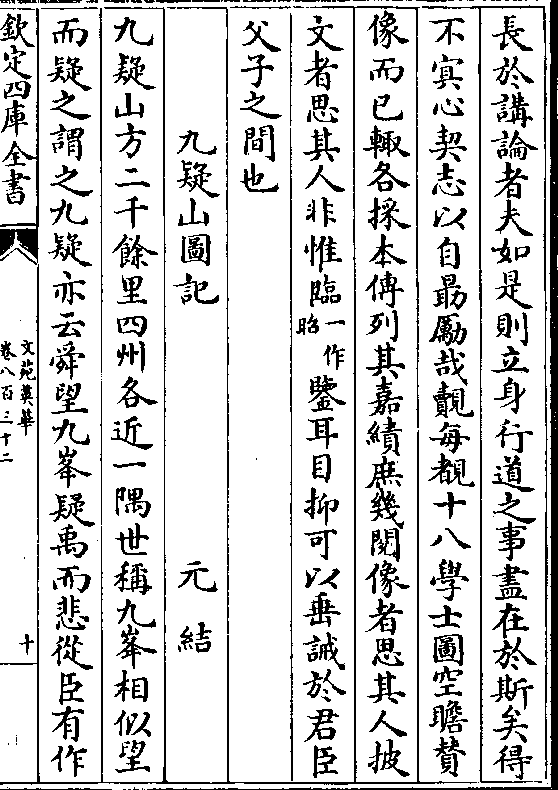 長於講論者夫如是則立身行道之事盡在於斯矣得
不寘心契志以自勗勵哉覿每覩十八學士圖空瞻賛
像而已輙各採本傳列其嘉績庶幾閱像者思其人披
文者思其人非惟臨一作昭鑒耳目抑可以垂誡於君臣
父子之間也
九疑山圖記 元結
九疑山方二千餘里四州各近一隅世稱九峯相似望
而疑之謂之九疑亦云舜望九峯疑禹而悲從臣有作
欽定四庫全書
文苑英華
卷八百三十二
十